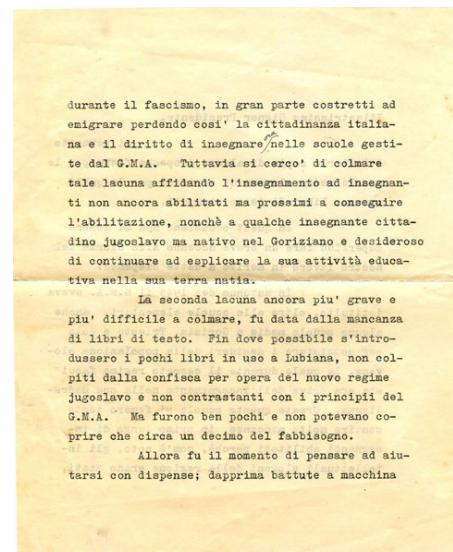 durante il fascismo, in gran parte costretti ad
emigrare perdendo cosi' la cittadinanza italia-
na e il diritto di insegnare ora nelle scuole gesti-
te dal G.M.A. Tuttavia si cerco' di colmare
tale lacuna affidando l'insegnamento ad insegnan-
ti non ancora abilitati ma prossimi a conseguire
l'abilitazione, nonchè a qualche insegnante citta-
dino jugoslavo ma nativo nel Goriziano e desideroso
di continuare ad esplicare la sua attività educa-
tiva nella sua terra natia.
La seconda lacuna ancora piu' grave e
piu' difficile a colmare, fu data dalla mancanza
di libri di testo. Fin dove possibile s'intro-
dussero i pochi libri in uso a Lubiana, non col-
piti dalla confisca per opera del nuovo regime
jugoslavo e non contrastanti con i principii del
G.M.A. Ma furono ben pochi e non potevano co-
prire che circa un decimo del fabbisogno.
Allora fu il momento di pensare ad aiu-
tarsi con dispense; dapprima battute a macchina